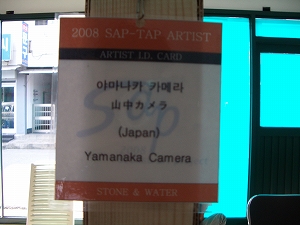 2008 SAP-TAP ARTIST
ARTIST I.D. CARD
야마나카 카메라
山中カメラ
(Japan)
Yamanaka Camera
STONE & WATER